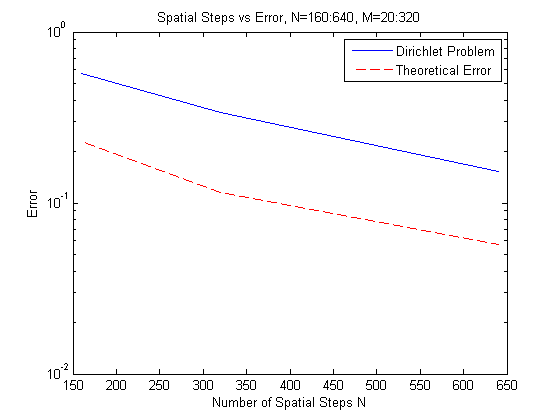 Spatial Steps vs Error, N=160:640, M=20:320
Dirichlet Problem
Theoretical Error
10^0
10^-1
10^-2
Error
150 200 250 300 350 400 450 500 550 600 650
Number of Spatial Steps N